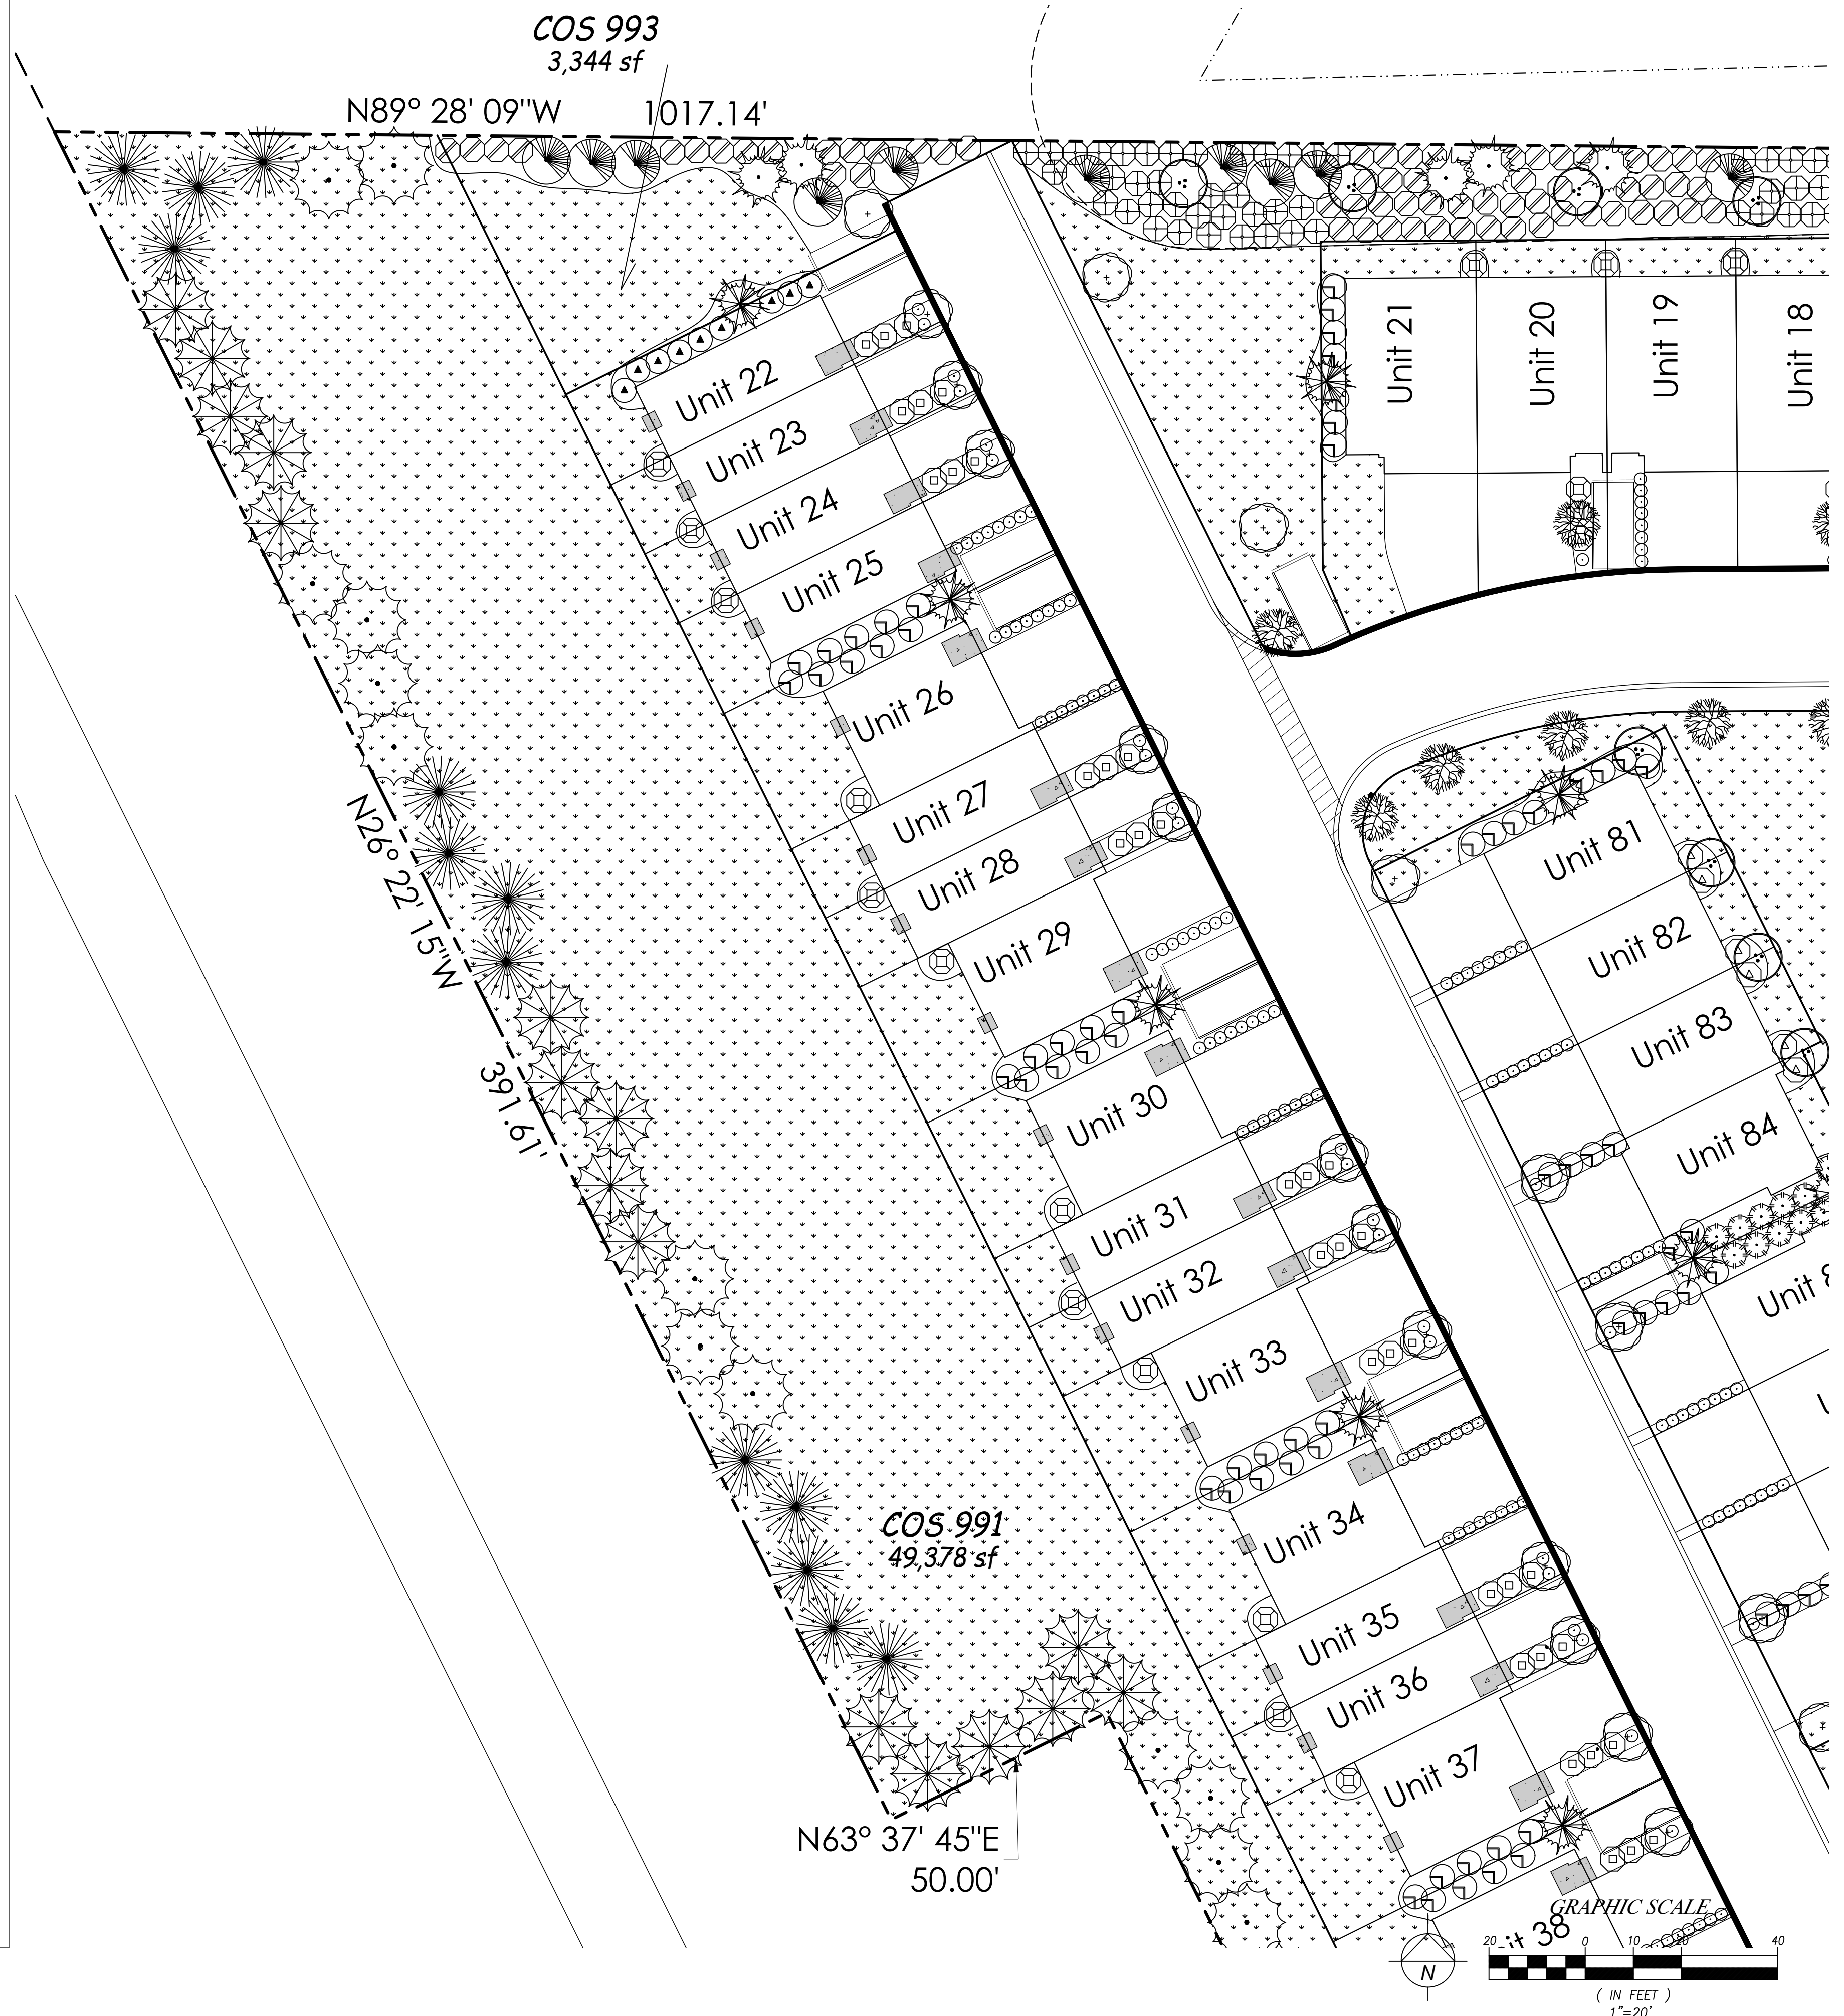 COS 993
3,344 sf
N89° 28' 09"W 1017.14'
Unit 21
Unit 20
Unit 19
Unit 18
Unit 22
Unit 23
Unit 24
Unit 25
Unit 26
Unit 27
Unit 28
Unit 29
Unit 30
Unit 31
Unit 32
Unit 33
Unit 34
Unit 35
Unit 36
Unit 37
Unit 81
Unit 82
Unit 83
Unit 84
Unit 8
N26° 22' 15"W
391.61'
COS 991
49,378 sf
N63° 37' 45"E
50.00'
it 38
GRAPHIC SCALE
20 0 10 20 40
N
( IN FEET )
1"=20'